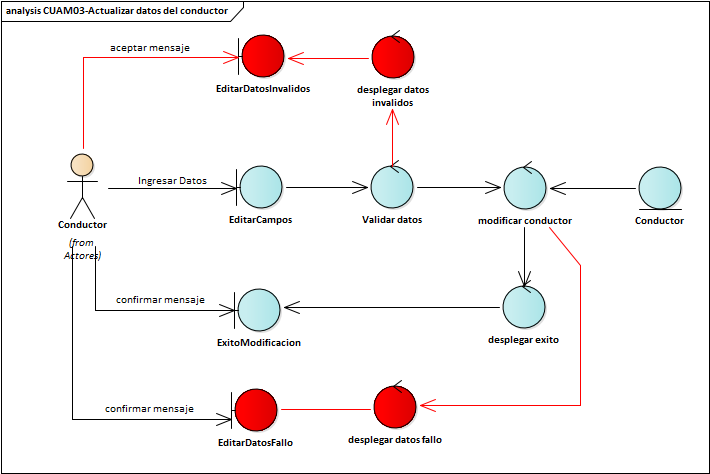 analysis CUAM03-Actualizar datos del conductor
aceptar mensaje
EditarDatosInvalidos
desplegar datos
invalidos
Ingresar Datos
Conductor
(from
Actores)
EditarCampos
Validar datos
modificar conductor
Conductor
confirmar mensaje
ExitoModificacion
desplegar exito
confirmar mensaje
EditarDatosFallo
desplegar datos fallo